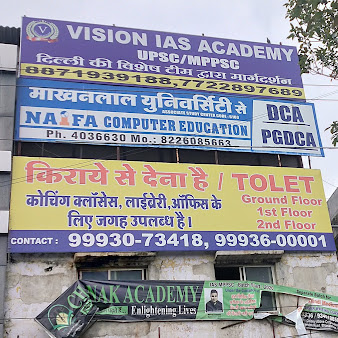 VISION IAS ACADEMY
UPSC/MPPSC
दिल्ली की विशेष टीम द्वारा मार्गदर्शन
8871939188, 7722897689
माखनलाल युनिवर्सिटी से
NAIFA COMPUTER EDUCATION
Ph. 4036630 Mo.: 8226085663
DCA
PGDCA
किराये से देना है / TOLET
कोचिंग क्लॉसेस, लाईब्रेरी, ऑफिस के
लिए जगह उपलब्ध है।
Ground Floor
1st Floor
2nd Floor
CONTACT : 99930-73418, 99936-00001
NAK ACADEMY
Enlightening Lives